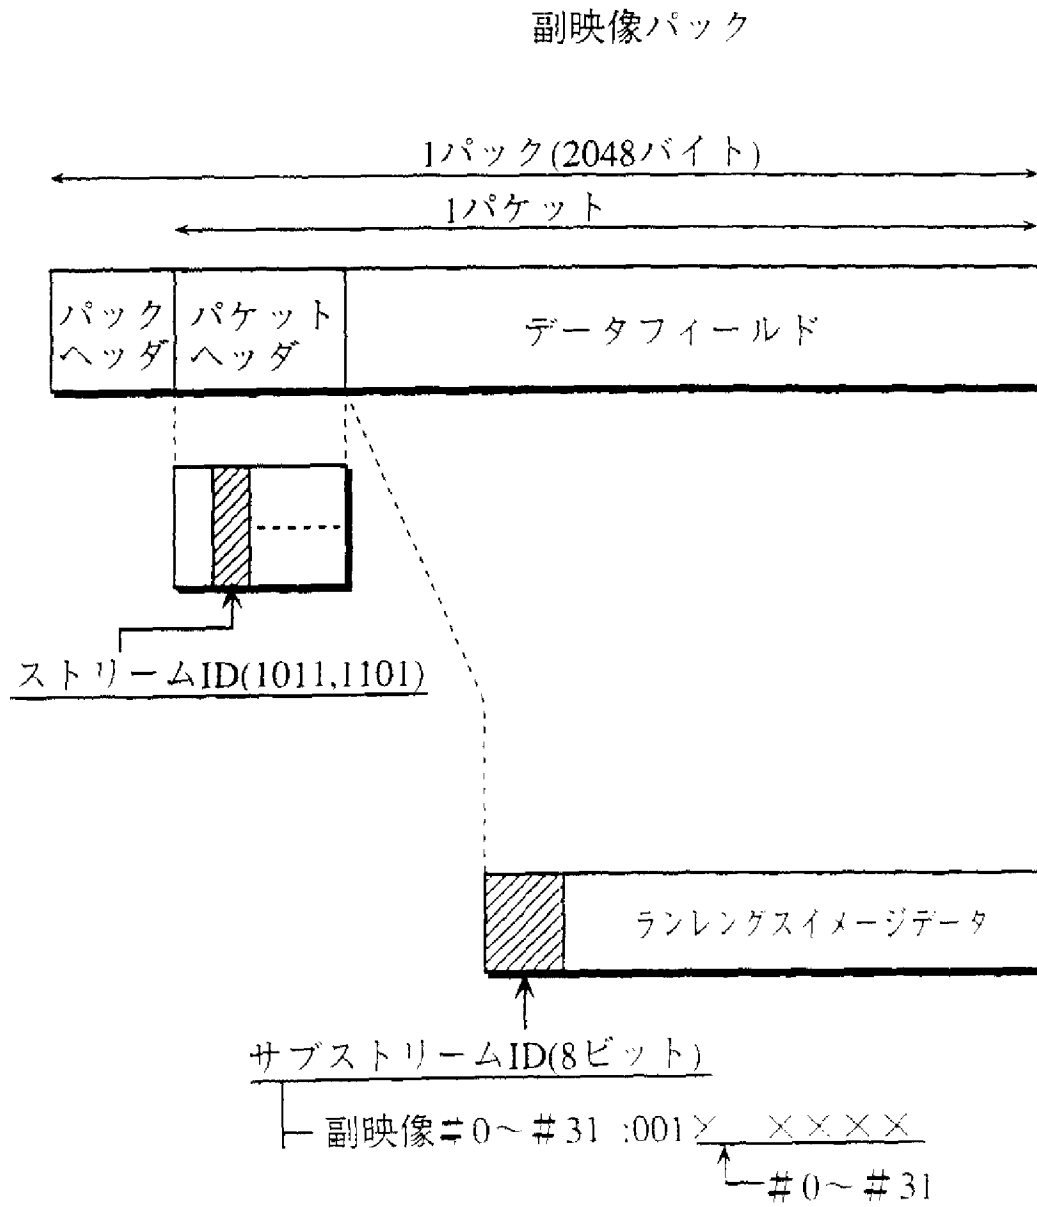 副映像パック
1パック(2048バイト)
1パケット
パック
ヘッダ
パケット
ヘッダ
データフィールド
ストリームID(1011,1101)
ランレングスイメージデータ
サブストリームID(8ビット)
副映像#0～#31 :001× ××××
#0～#31